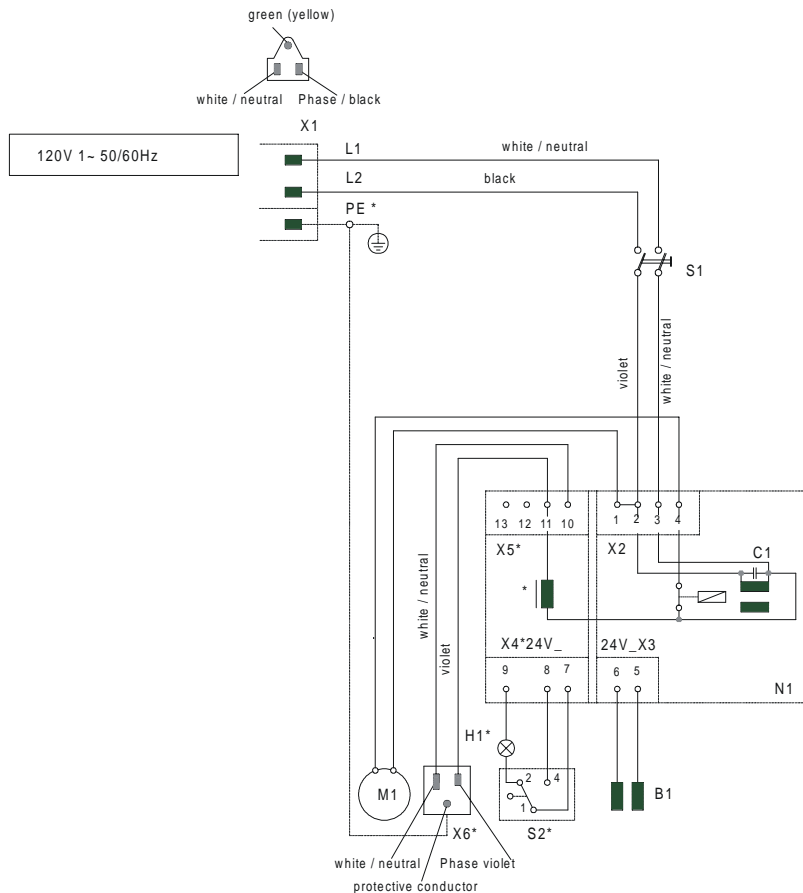 green (yellow)
white / neutral Phase / black
X1
120V 1~ 50/60Hz
L1 white / neutral
L2 black
PE *
S1
violet
white / neutral
13 12 11 10
1 2 3 4
X5* X2 C1
*
white / neutral
violet
X4*24V_ 24V_X3
9 8 7 6 5
N1
H1*
M1
2 4
1
B1
X6* S2*
white / neutral Phase violet
protective conductor